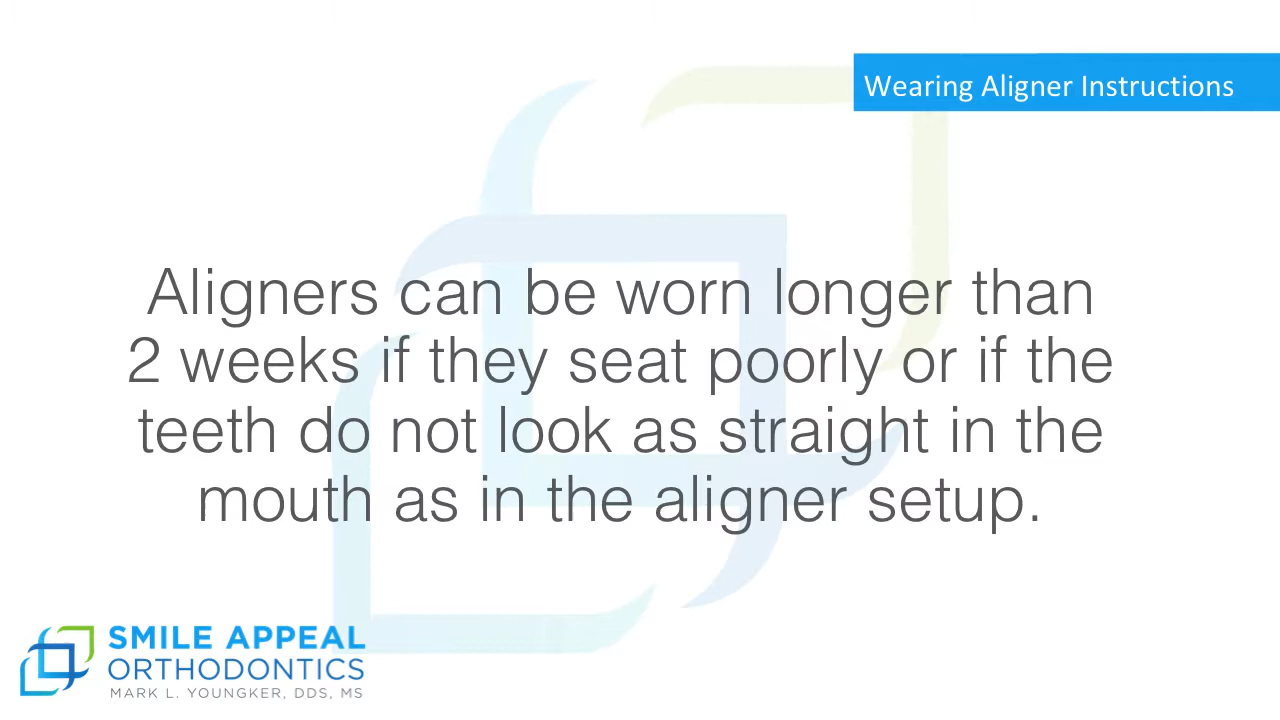 Wearing Aligner Instructions
Aligners can be worn longer than
2 weeks if they seat poorly or if the
teeth do not look as straight in the
mouth as in the aligner setup.
SMILE APPEAL
ORTHODONTICS
MARK L. YOUNGKER, DDS, MS